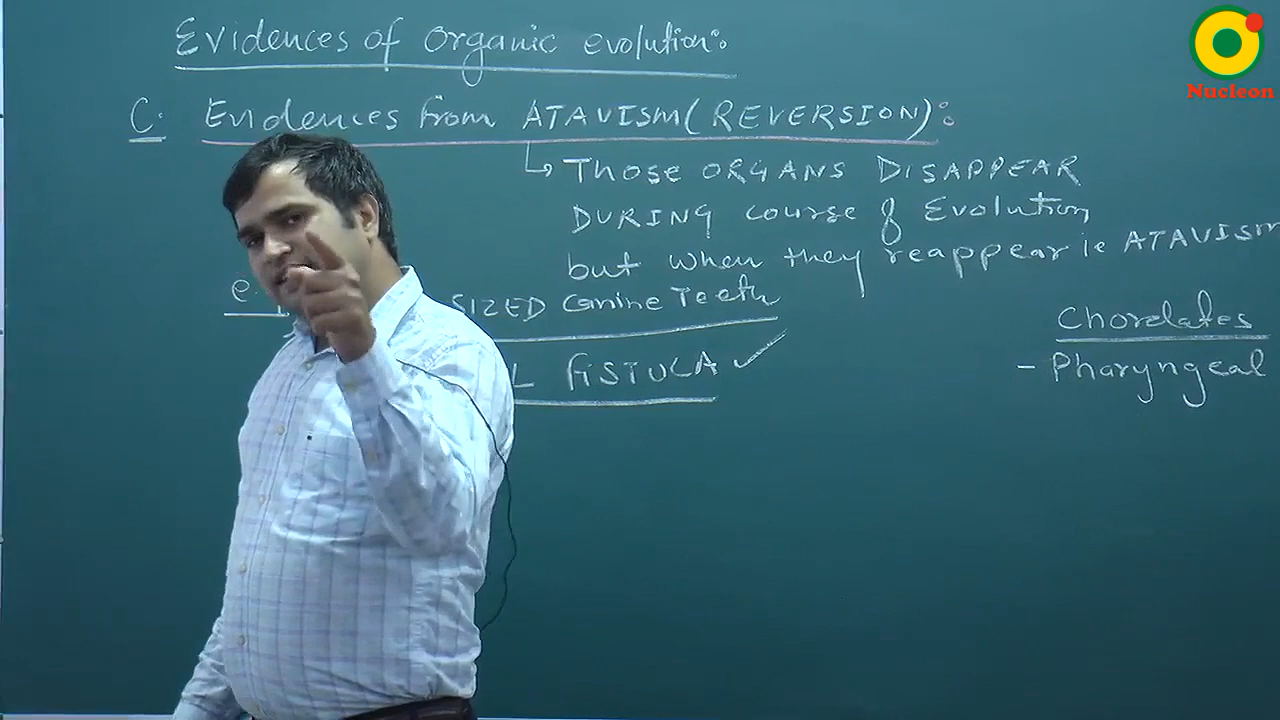 Evidences of organic evolution:
Nucleon
C. Evidences from ATAVISM (REVERSION):
↳ Those ORGANS DISAPPEAR
DURING course of Evolution
but when they reappear ie ATAVISM
e. SIZED Canine Teeth
L FISTULA ✓
Chordates
- Pharyngeal